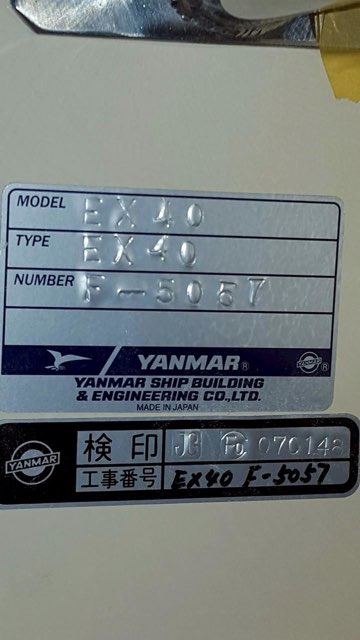 MODEL EX40
TYPE EX40
NUMBER F-5057
YANMAR®
YANMAR SHIP BUILDING
& ENGINEERING CO.,LTD.
MADE IN JAPAN
YANMAR
検印 JG
工事番号 EX40 F-5057